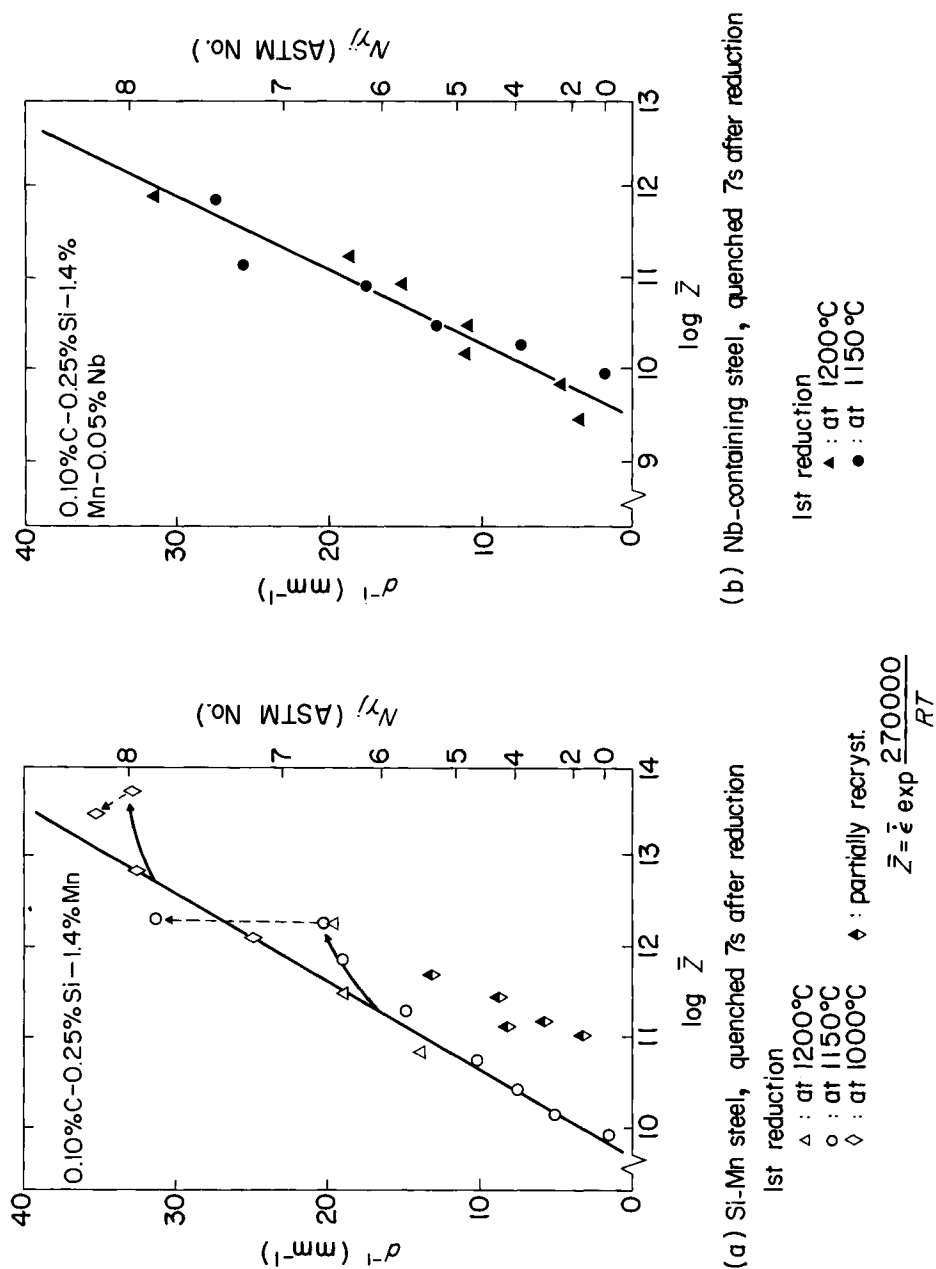 0.10%C-0.25%Si-1.4%Mn
40
30
20
10
0
d⁻¹ (mm⁻¹)
10
11
12
13
14
log Z̄
8
7
6
5
4
3
2
0
Nγj (ASTM No.)
(a) Si-Mn steel, quenched 7s after reduction
1st reduction
△ : at 1200°C
○ : at 1150°C
◇ : at 1000°C
: partially recryst.
Z̄ = ε̄̇ exp 270000/RT
0.10%C-0.25%Si-1.4%
Mn-0.05% Nb
40
30
20
10
0
d⁻¹ (mm⁻¹)
9
10
11
12
13
log Z̄
8
7
6
5
4
3
2
0
Nγj (ASTM No.)
(b) Nb-containing steel, quenched 7s after reduction
1st reduction
▲ : at 1200°C
● : at 1150°C